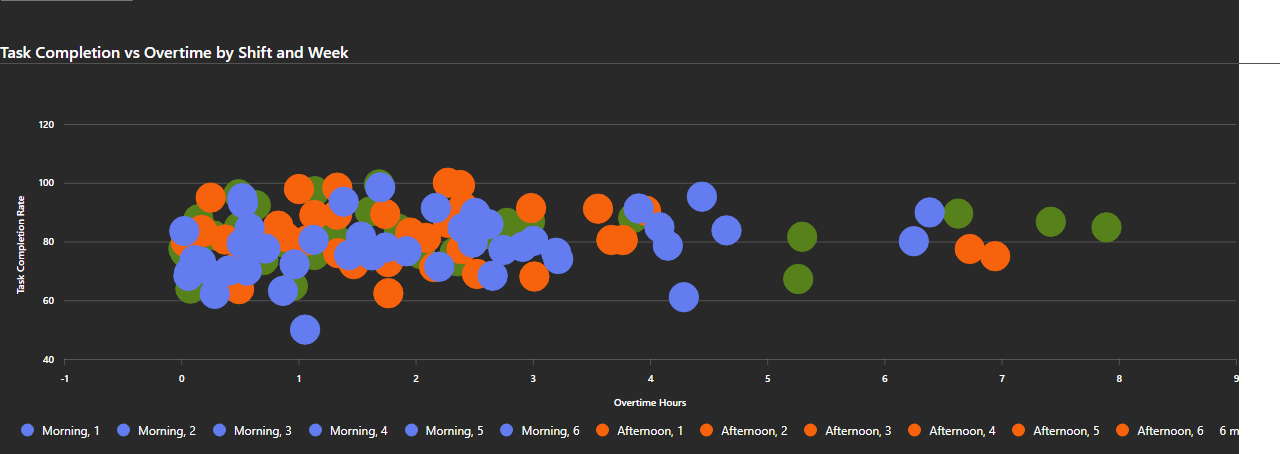 Task Completion vs Overtime by Shift and Week
120
100
80
60
40
Task Completion Rate
-1 0 1 2 3 4 5 6 7 8 9
Overtime Hours
Morning, 1 Morning, 2 Morning, 3 Morning, 4 Morning, 5 Morning, 6 Afternoon, 1 Afternoon, 2 Afternoon, 3 Afternoon, 4 Afternoon, 5 Afternoon, 6 6 m